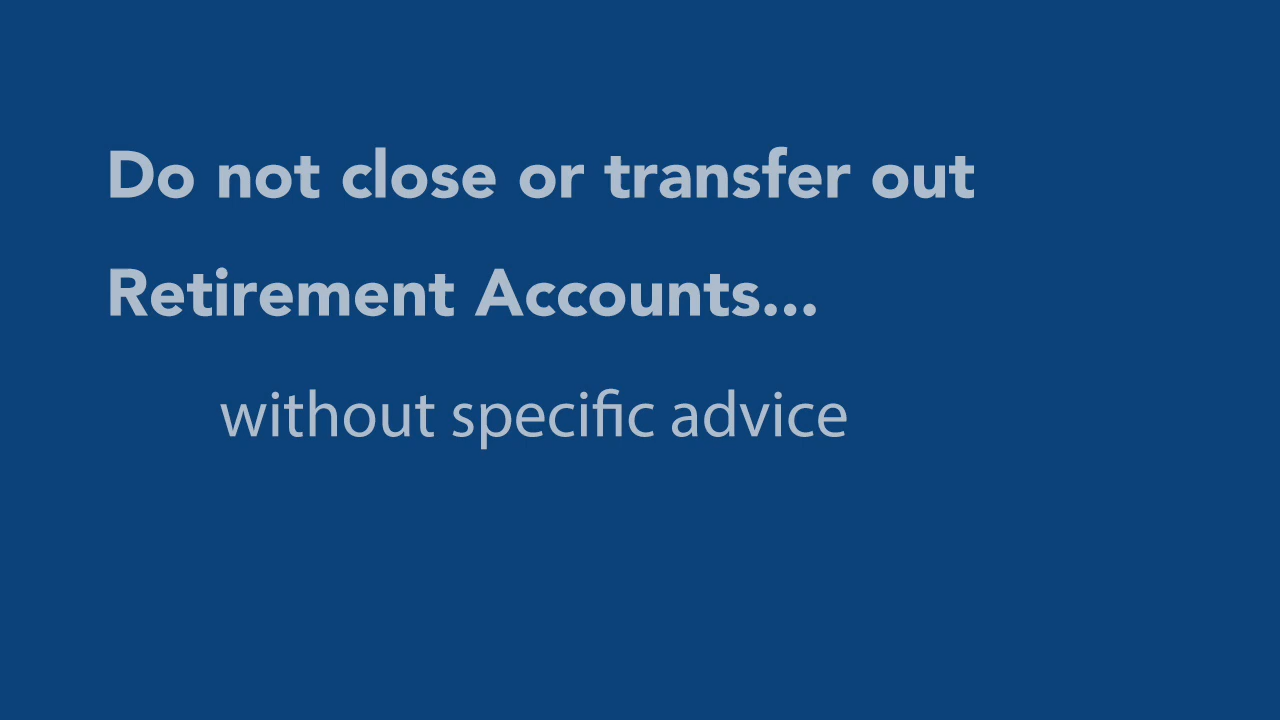 Do not close or transfer out
Retirement Accounts...
without specific advice